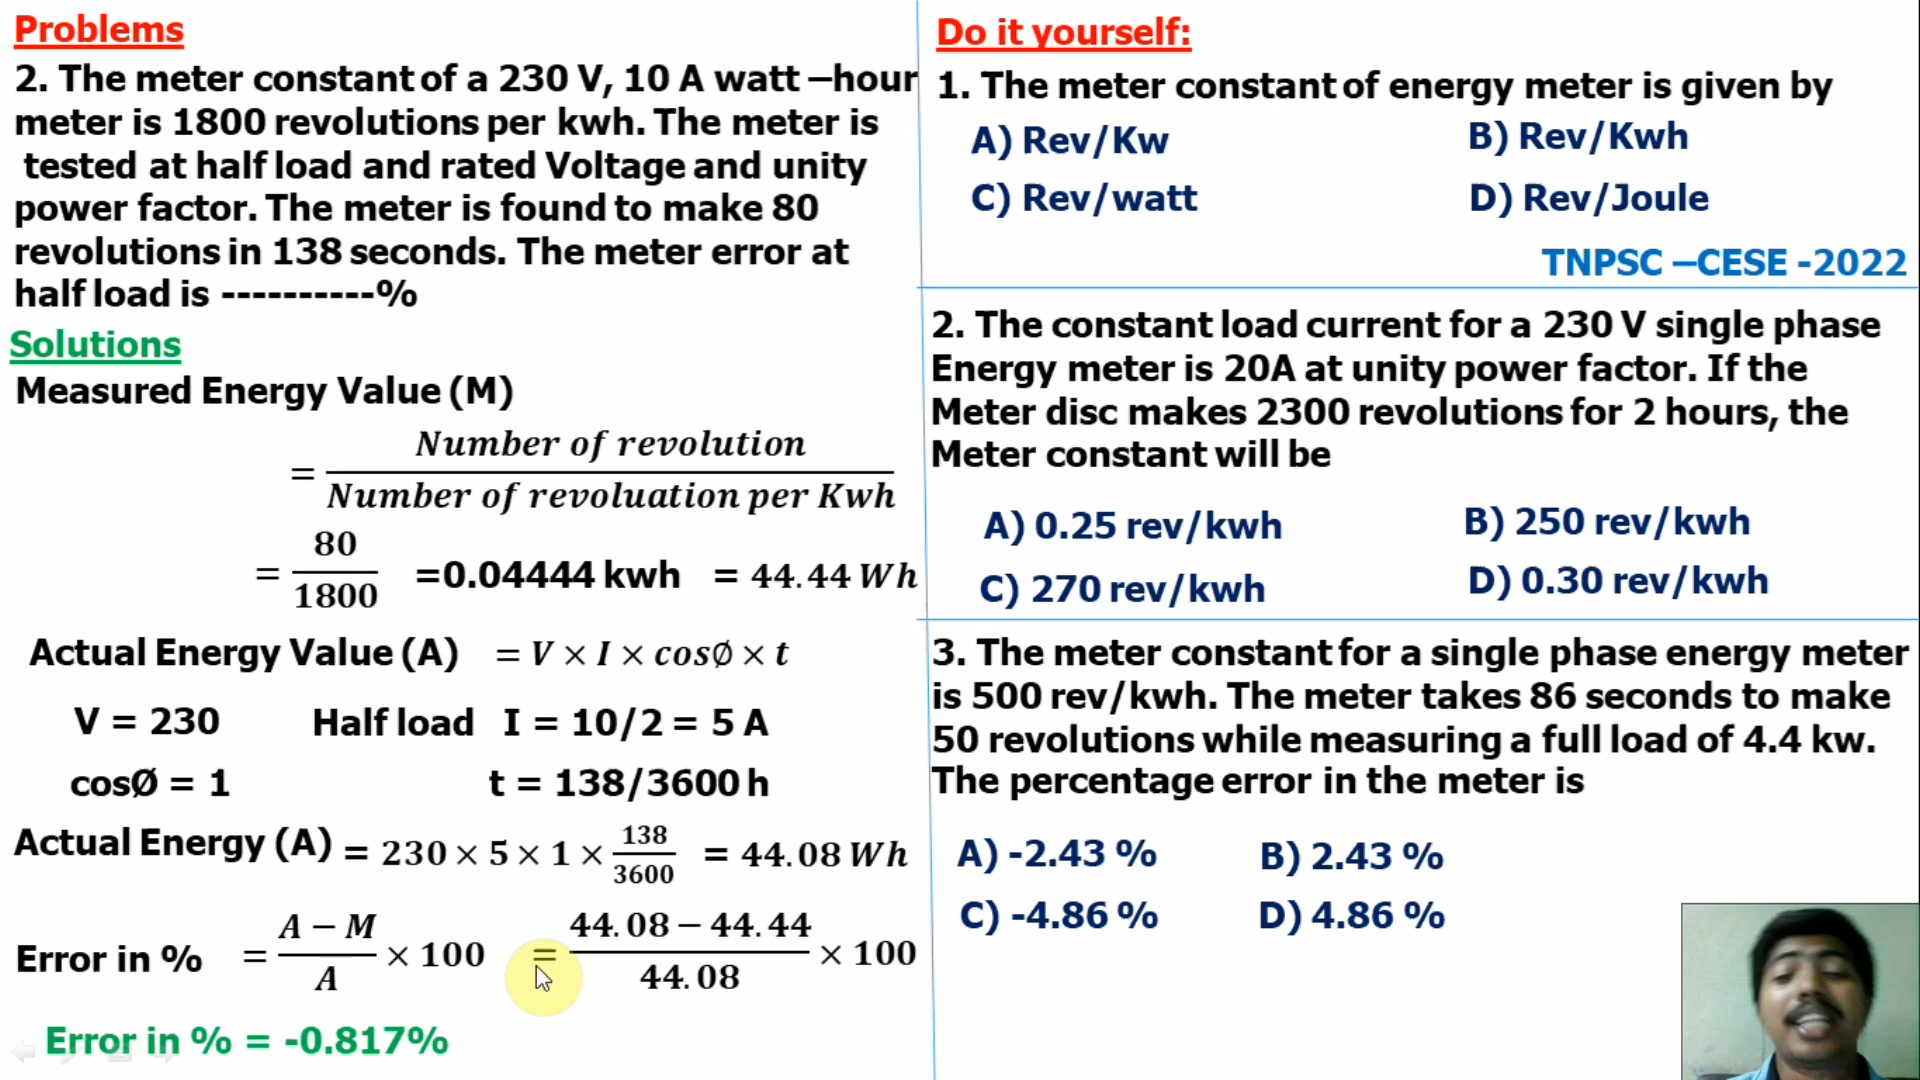 Problems
2. The meter constant of a 230 V, 10 A watt –hour
meter is 1800 revolutions per kwh. The meter is
tested at half load and rated Voltage and unity
power factor. The meter is found to make 80
revolutions in 138 seconds. The meter error at
half load is ----------%
Solutions
Measured Energy Value (M)
= Number of revolution / Number of revoluation per Kwh
= 80/1800 =0.04444 kwh = 44.44 Wh
Actual Energy Value (A) = V × I × cosØ × t
V = 230 Half load I = 10/2 = 5 A
cosØ = 1 t = 138/3600 h
Actual Energy (A) = 230 × 5 × 1 × 138/3600 = 44.08 Wh
Error in % = A − M / A × 100 = 44.08 − 44.44 / 44.08 × 100
Error in % = -0.817%
Do it yourself:
1. The meter constant of energy meter is given by
A) Rev/Kw B) Rev/Kwh
C) Rev/watt D) Rev/Joule
TNPSC –CESE -2022
2. The constant load current for a 230 V single phase
Energy meter is 20A at unity power factor. If the
Meter disc makes 2300 revolutions for 2 hours, the
Meter constant will be
A) 0.25 rev/kwh B) 250 rev/kwh
C) 270 rev/kwh D) 0.30 rev/kwh
3. The meter constant for a single phase energy meter
is 500 rev/kwh. The meter takes 86 seconds to make
50 revolutions while measuring a full load of 4.4 kw.
The percentage error in the meter is
A) -2.43 % B) 2.43 %
C) -4.86 % D) 4.86 %